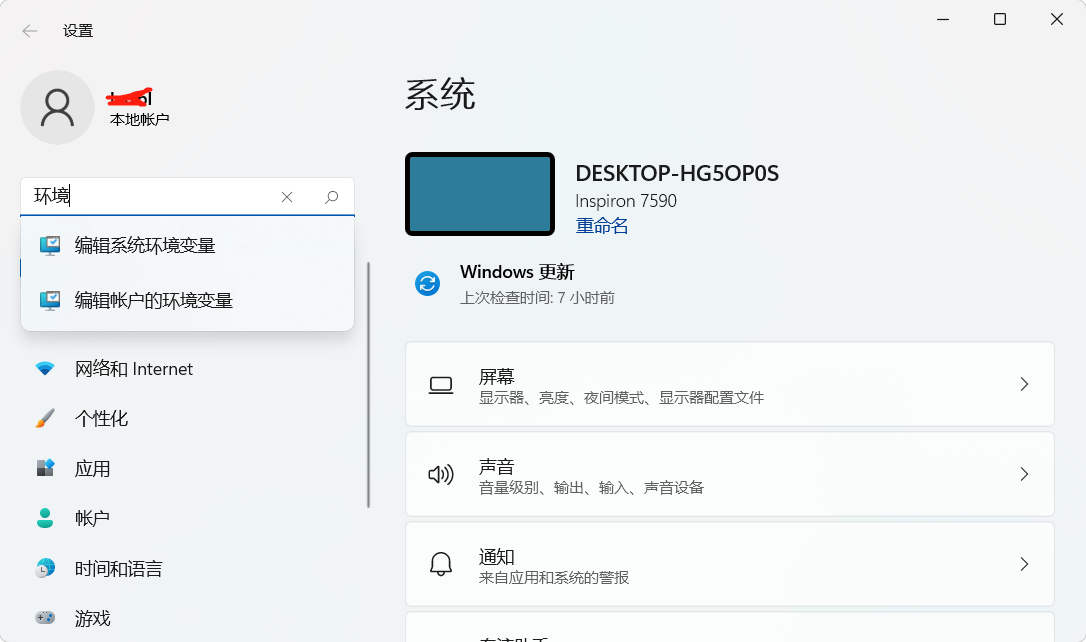 设置
本地帐户
环境
编辑系统环境变量
编辑帐户的环境变量
网络和 Internet
个性化
应用
帐户
时间和语言
游戏
系统
DESKTOP-HG5OP0S
Inspiron 7590
重命名
Windows 更新
上次检查时间: 7 小时前
屏幕
显示器、亮度、夜间模式、显示器配置文件
声音
音量级别、输出、输入、声音设备
通知
来自应用和系统的警报